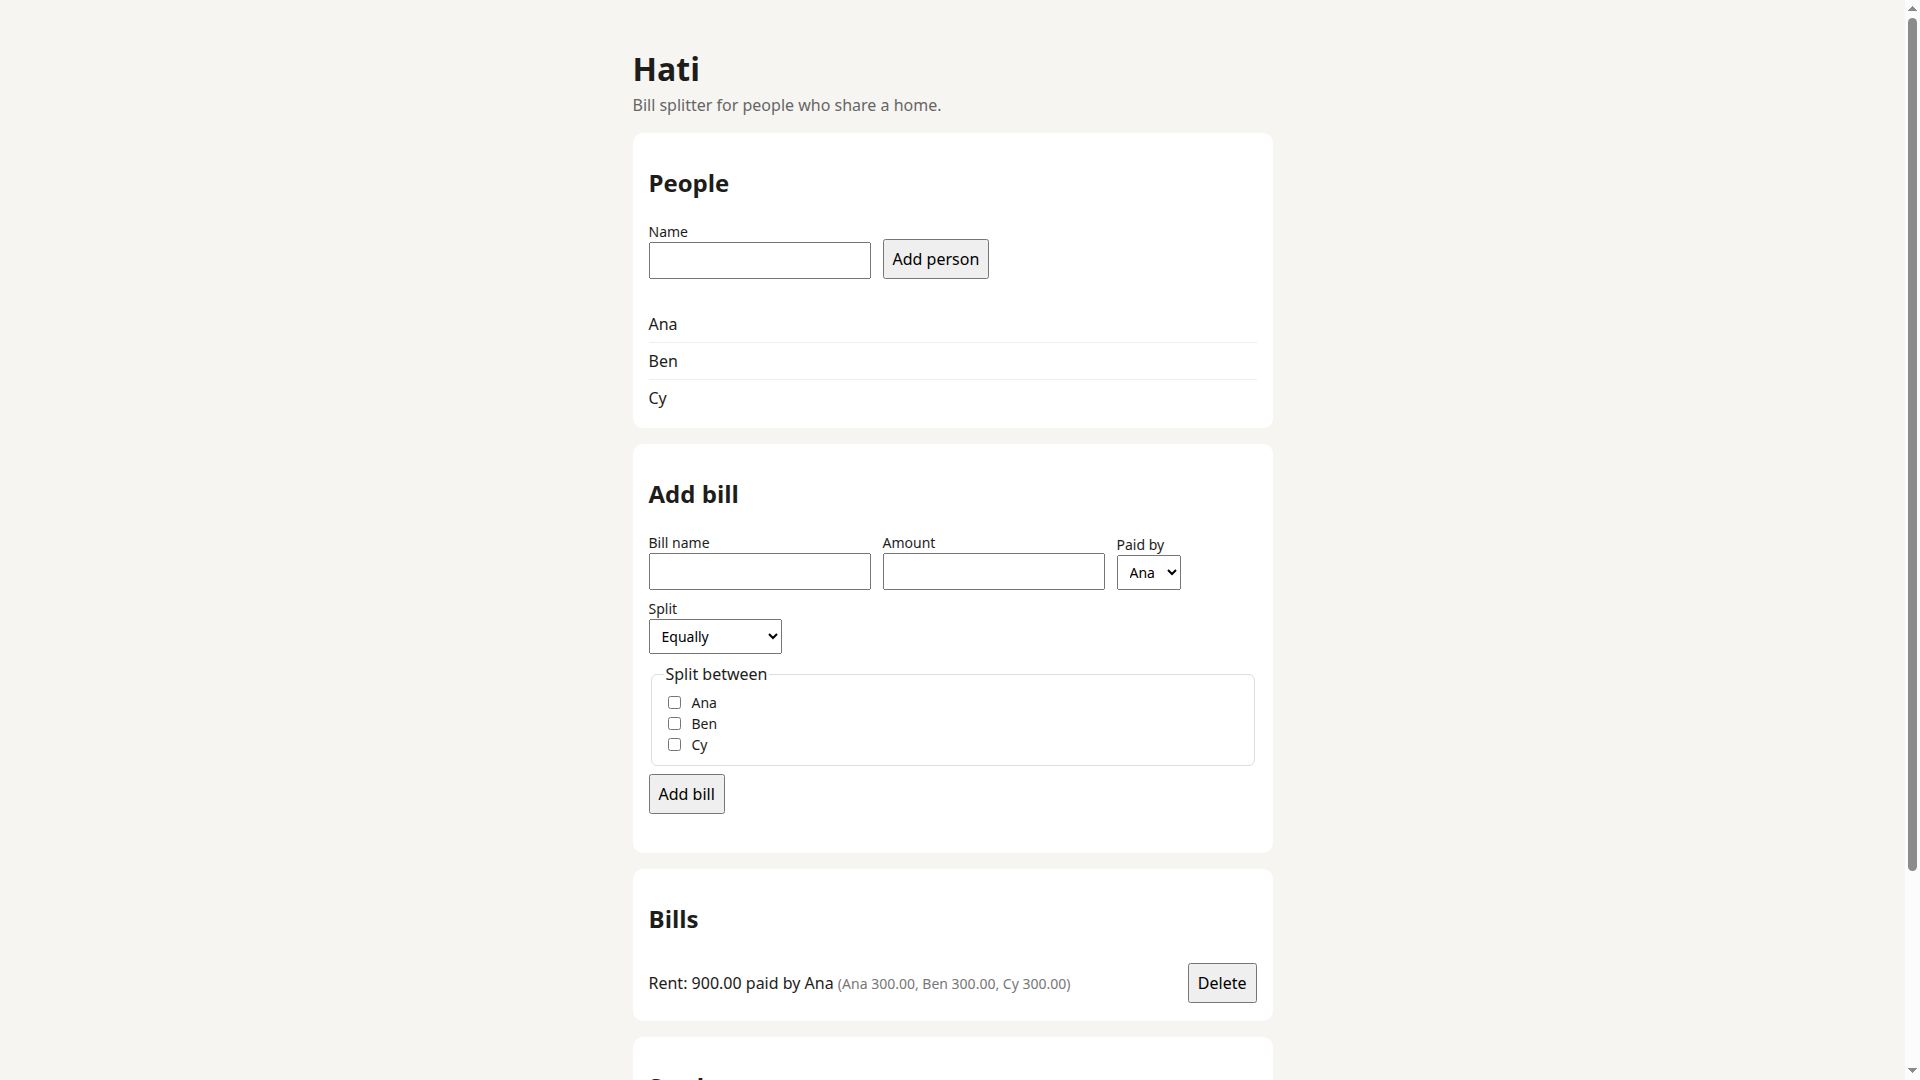 Hati
Bill splitter for people who share a home.
People
Name
Add person
Ana
Ben
Cy
Add bill
Bill name Amount Paid by
Ana
Split
Equally
Split between
Ana
Ben
Cy
Add bill
Bills
Rent: 900.00 paid by Ana (Ana 300.00, Ben 300.00, Cy 300.00) Delete